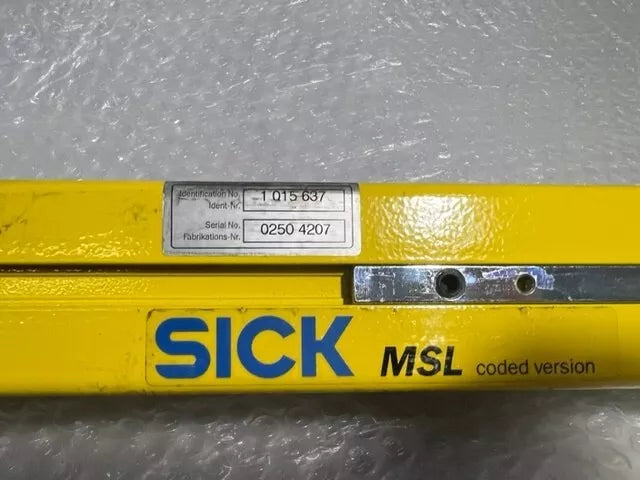 Identification No. 1 015 637
Ident-Nr.
Serial No. 0250 4207
Fabrikations-Nr.
SICK MSL coded version